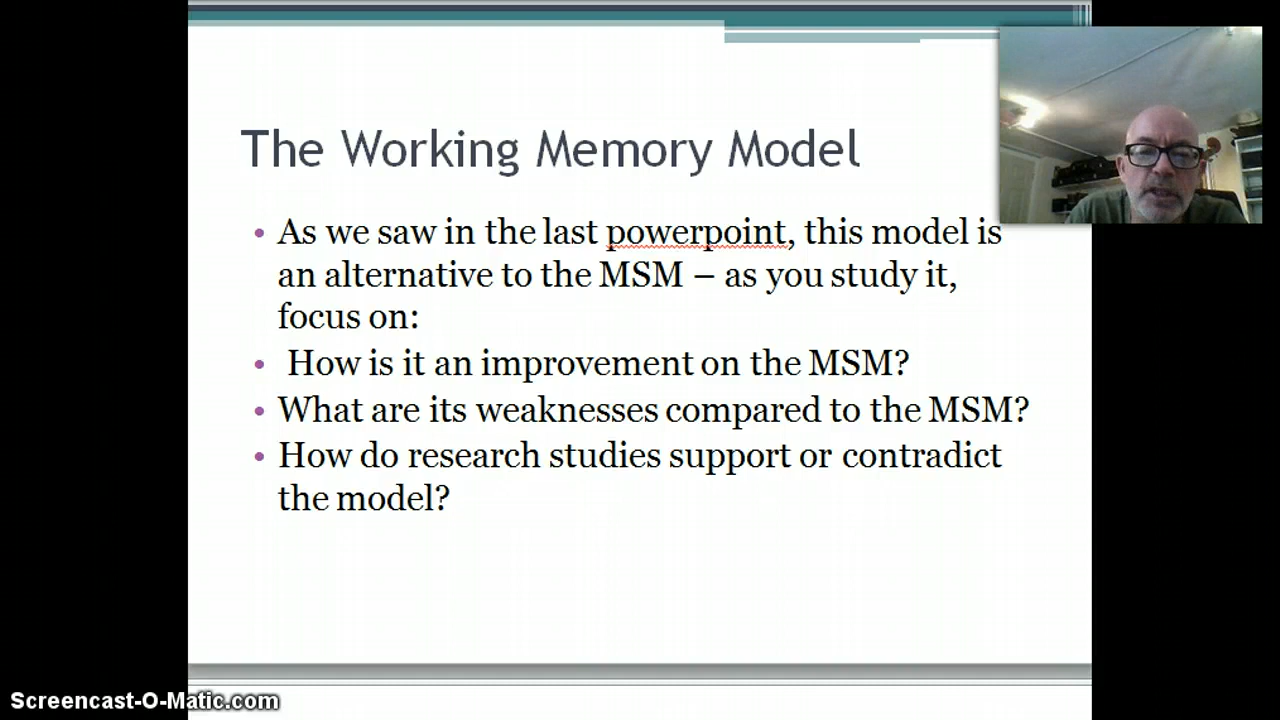 The Working Memory Model
• As we saw in the last powerpoint, this model is
an alternative to the MSM – as you study it,
focus on:
• How is it an improvement on the MSM?
• What are its weaknesses compared to the MSM?
• How do research studies support or contradict
the model?
Screencast-O-Matic.com